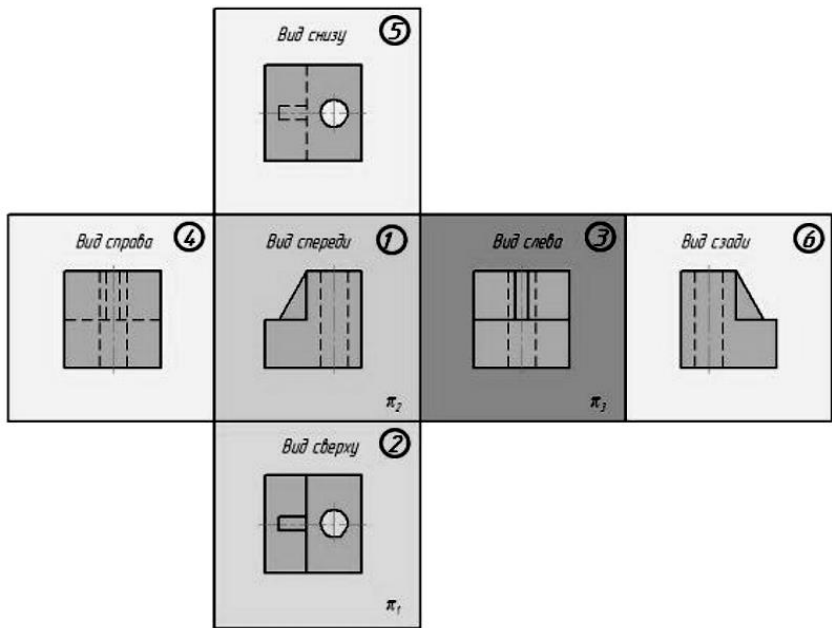 Вид снизу 5
Вид справа 4
Вид спереди 1
π2
Вид слева 3
π3
Вид сзади 6
Вид сверху 2
π1